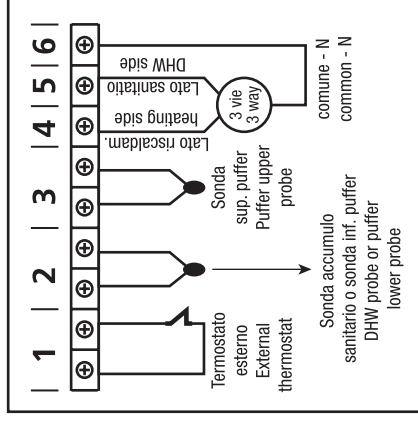 1 2 3 4 5 6
Termostato
esterno
External
thermostat
Sonda accumulo
sanitario o sonda inf. puffer
DHW probe or puffer
lower probe
Sonda
sup. puffer
Puffer upper
probe
Lato riscaldam.
heating side
Lato sanitatio
DHW side
3 vie
3 way
comune - N
common - N